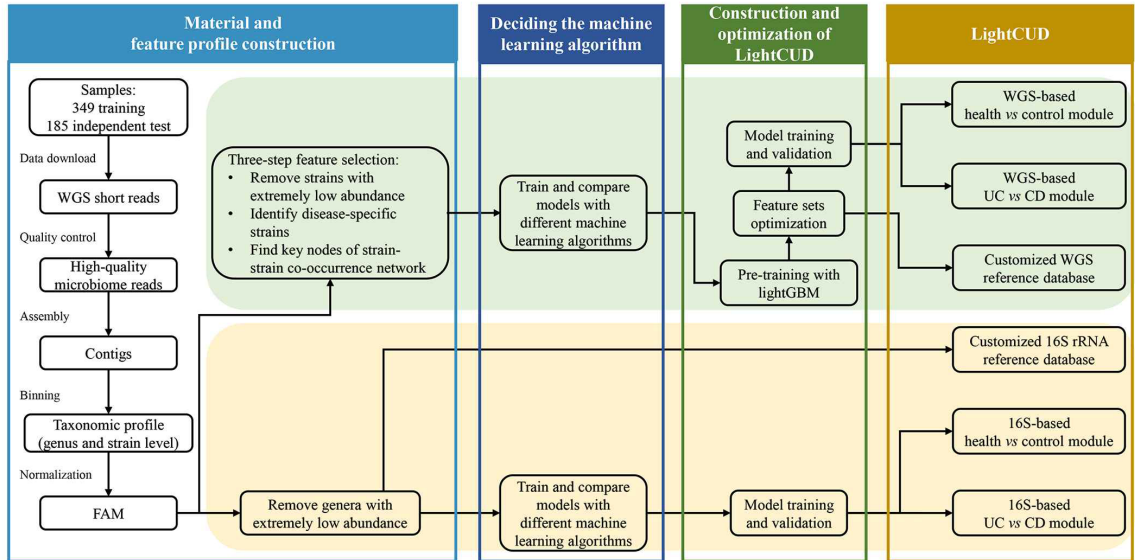 Material and
feature profile construction
Deciding the machine
learning algorithm
Construction and
optimization of
LightCUD
LightCUD
Samples:
349 training
185 independent test
Data download
WGS short reads
Quality control
High-quality
microbiome reads
Assembly
Contigs
Binning
Taxonomic profile
(genus and strain level)
Normalization
FAM
Three-step feature selection:
• Remove strains with
extremely low abundance
• Identify disease-specific
strains
• Find key nodes of strain-
strain co-occurrence network
Train and compare
models with
different machine
learning algorithms
Model training
and validation
Feature sets
optimization
Pre-training with
lightGBM
WGS-based
health vs control module
WGS-based
UC vs CD module
Customized WGS
reference database
Customized 16S rRNA
reference database
Remove genera with
extremely low abundance
Train and compare
models with
different machine
learning algorithms
Model training
and validation
16S-based
health vs control module
16S-based
UC vs CD module